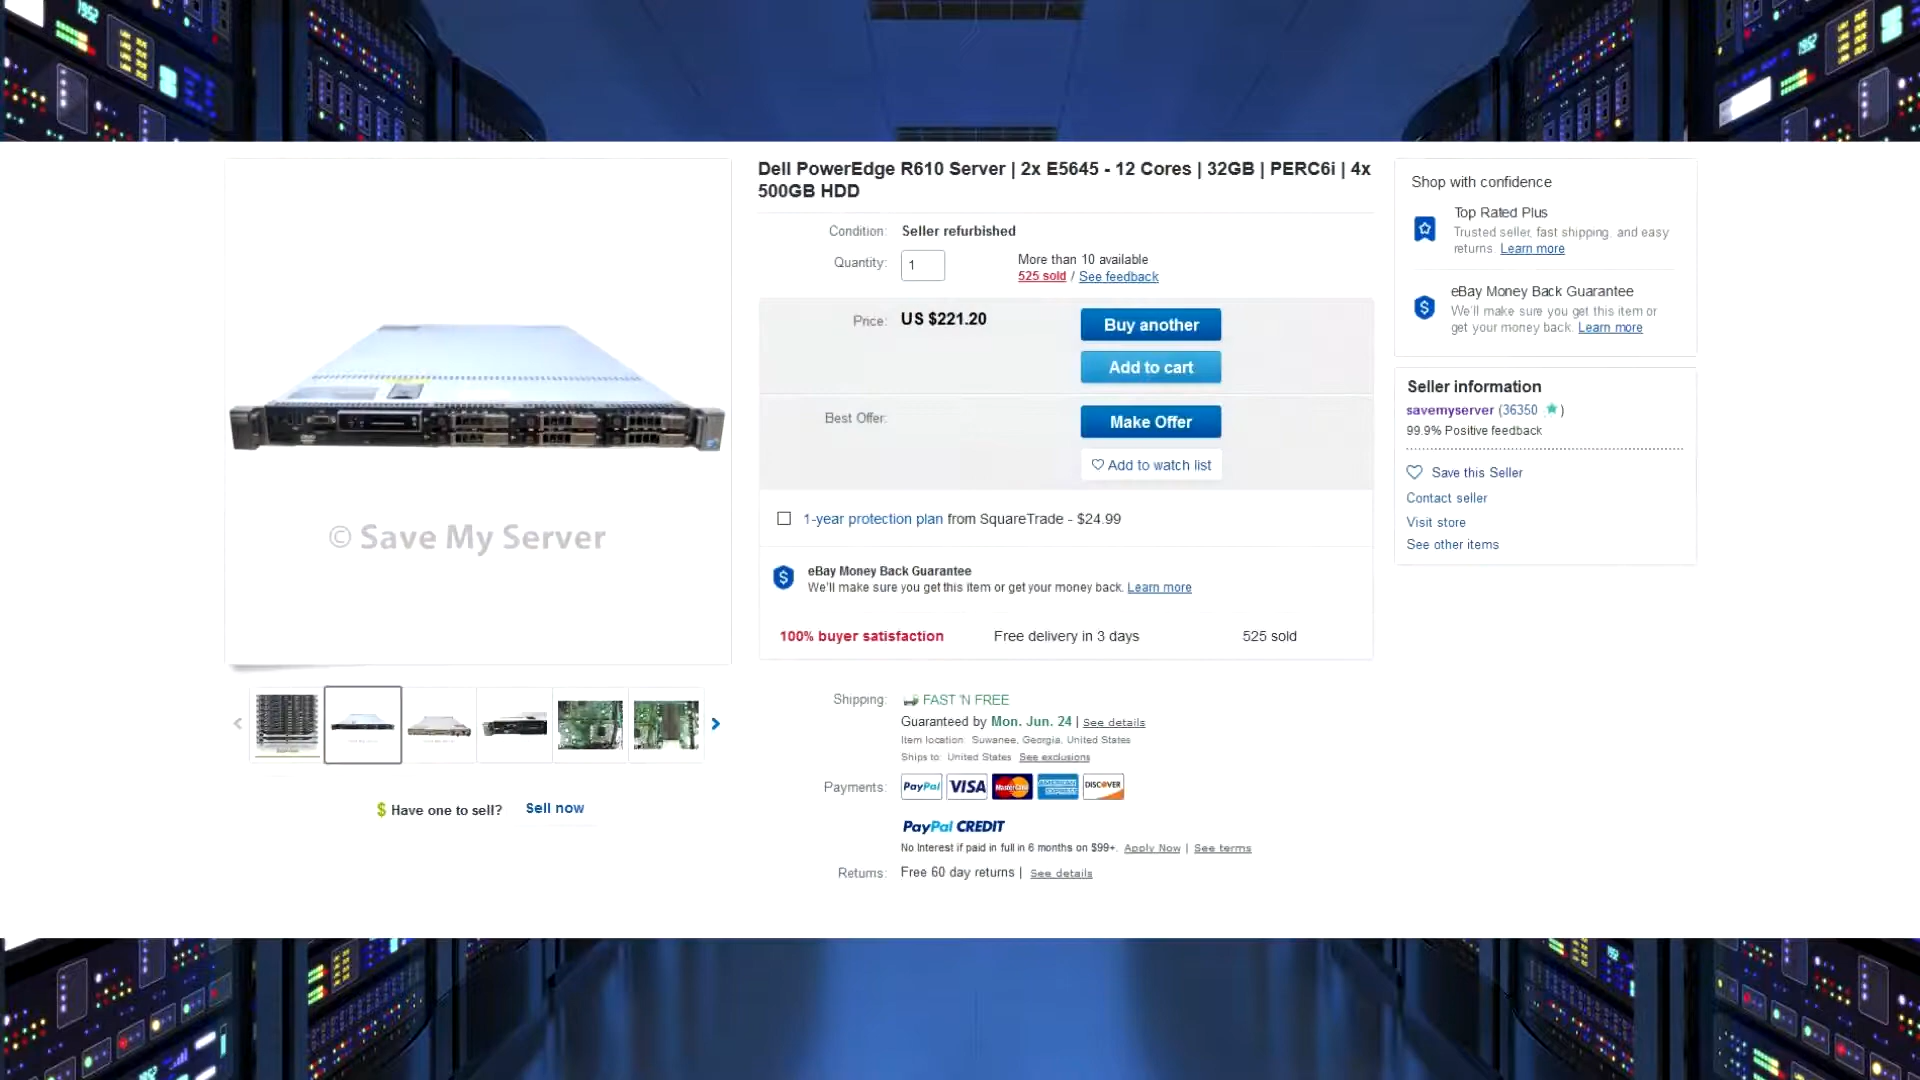 Dell PowerEdge R610 Server | 2x E5645 - 12 Cores | 32GB | PERC6i | 4x
500GB HDD
Condition: Seller refurbished
Quantity: 1
More than 10 available
525 sold / See feedback
Price: US $221.20
Buy another
Add to cart
Best Offer:
Make Offer
Add to watch list
1-year protection plan from SquareTrade - $24.99
eBay Money Back Guarantee
We'll make sure you get this item or get your money back. Learn more
100% buyer satisfaction Free delivery in 3 days 525 sold
Shipping: FAST 'N FREE
Guaranteed by Mon. Jun. 24 | See details
Item location: Suwanee, Georgia, United States
Ships to: United States See exclusions
Payments: PayPal VISA MasterCard AMERICAN EXPRESS DISCOVER
PayPal CREDIT
No Interest if paid in full in 6 months on $99+. Apply Now | See terms
Returns: Free 60 day returns | See details
© Save My Server
$ Have one to sell? Sell now
Shop with confidence
Top Rated Plus
Trusted seller, fast shipping, and easy
returns. Learn more
eBay Money Back Guarantee
We'll make sure you get this item or
get your money back. Learn more
Seller information
savemyserver (36350 )
99.9% Positive feedback
Save this Seller
Contact seller
Visit store
See other items